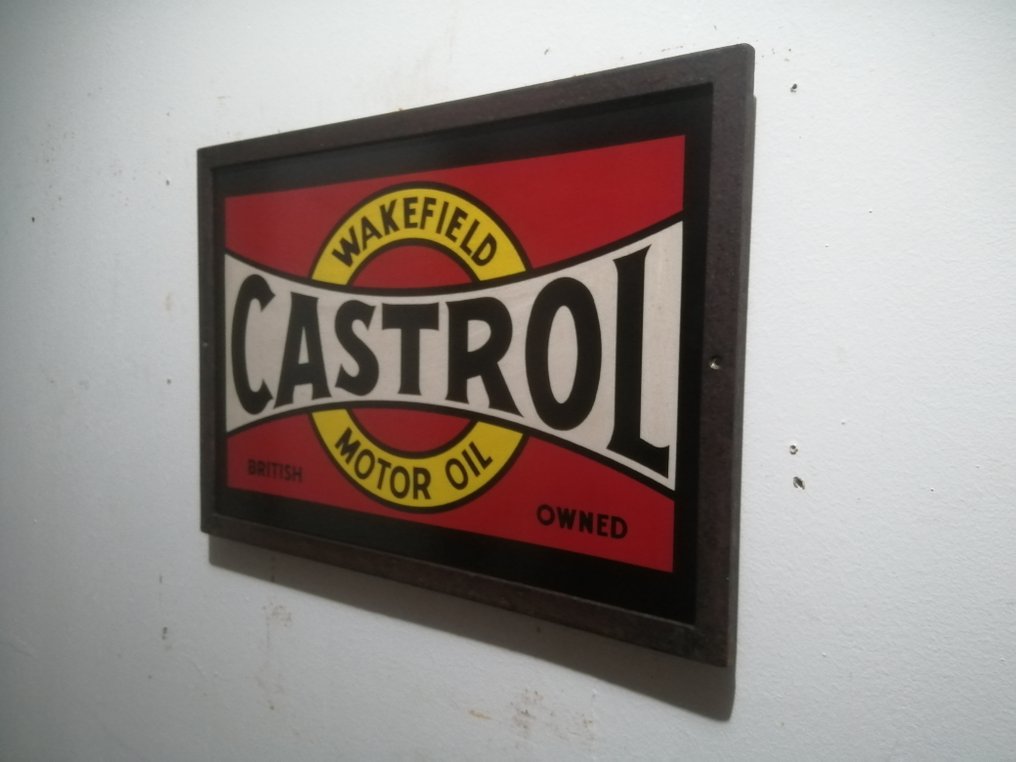 WAKEFIELD
CASTROL
MOTOR OIL
BRITISH OWNED